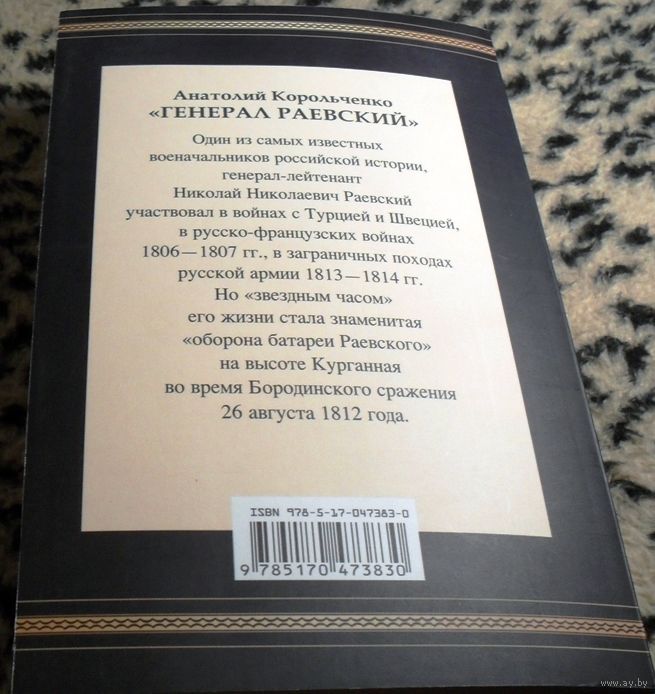 Анатолий Корольченко
«ГЕНЕРАЛ РАЕВСКИЙ»
Один из самых известных
военачальников российской истории,
генерал-лейтенант
Николай Николаевич Раевский
участвовал в войнах с Турцией и Швецией,
в русско-французских войнах
1806—1807 гг., в заграничных походах
русской армии 1813—1814 гг.
Но «звездным часом»
его жизни стала знаменитая
«оборона батареи Раевского»
на высоте Курганная
во время Бородинского сражения
26 августа 1812 года.
ISBN 978-5-17-047383-0
9 785170 473830
www.ay.by